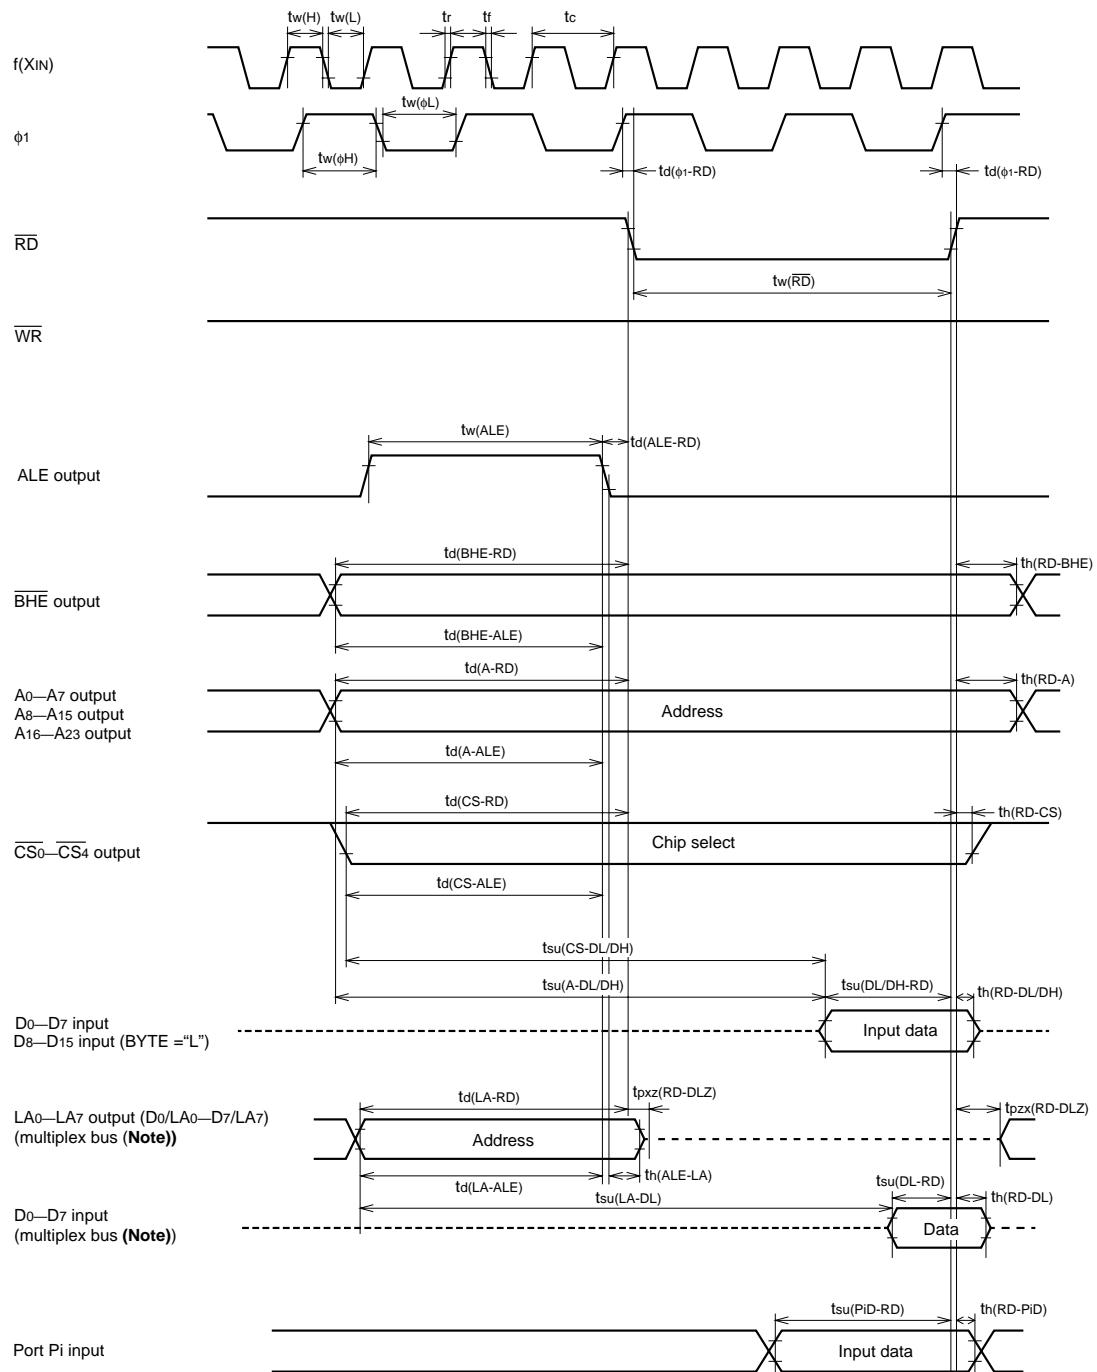 tw(H) tw(L) tr tf tc
f(XIN)
tw(ϕL)
ϕ1
tw(ϕH) td(ϕ1-RD) td(ϕ1-RD)
RD
tw(RD)
WR
tw(ALE)
td(ALE-RD)
ALE output
td(BHE-RD)
th(RD-BHE)
BHE output
td(BHE-ALE)
td(A-RD)
th(RD-A)
A0—A7 output
A8—A15 output
A16—A23 output
Address
td(A-ALE)
td(CS-RD)
th(RD-CS)
CS0—CS4 output
Chip select
td(CS-ALE)
tsu(CS-DL/DH)
tsu(A-DL/DH) tsu(DL/DH-RD)
th(RD-DL/DH)
D0—D7 input
D8—D15 input (BYTE =“L”)
Input data
td(LA-RD) tpxz(RD-DLZ) tpzx(RD-DLZ)
LA0—LA7 output (D0/LA0—D7/LA7)
(multiplex bus (Note))
Address
td(LA-ALE) th(ALE-LA)
tsu(LA-DL) tsu(DL-RD) th(RD-DL)
D0—D7 input
(multiplex bus (Note))
Data
tsu(PiD-RD) th(RD-PiD)
Port Pi input
Input data